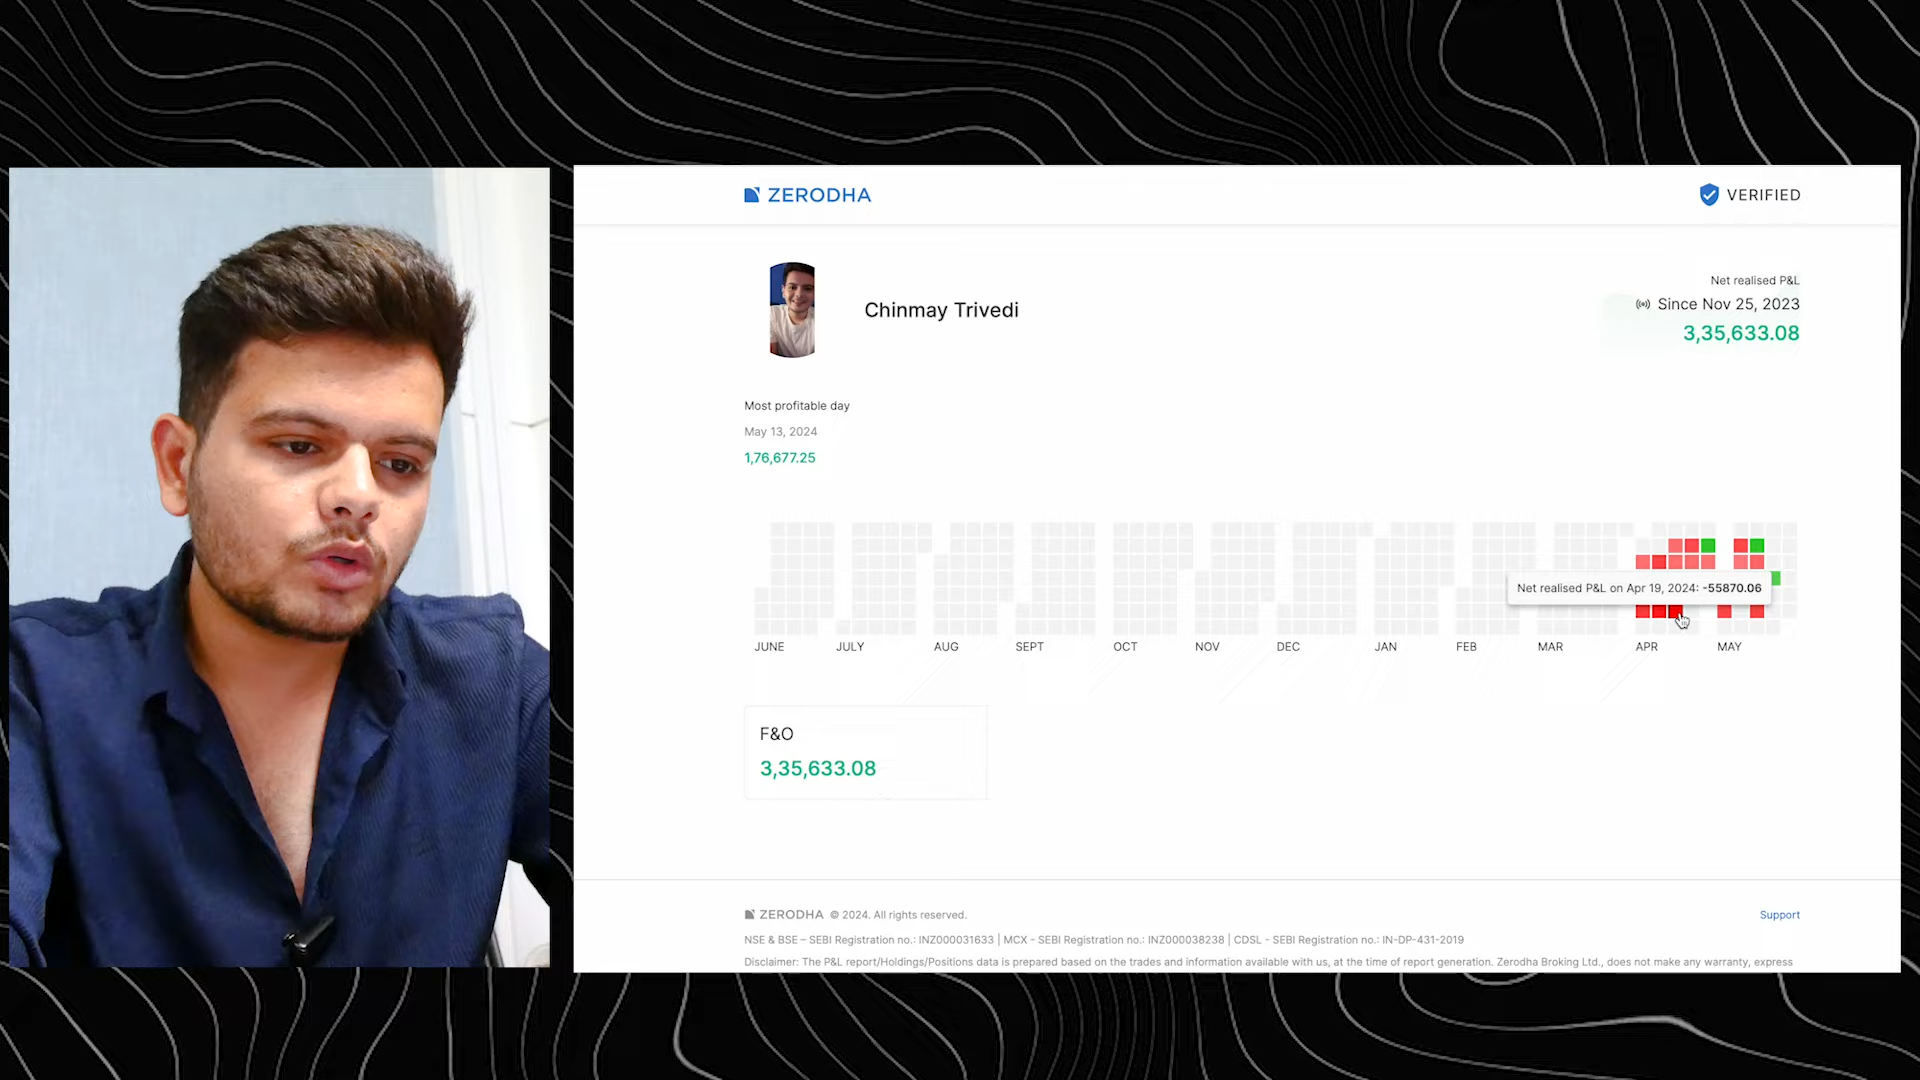 ZERODHA
VERIFIED
Chinmay Trivedi
Net realised P&L
Since Nov 25, 2023
3,35,633.08
Most profitable day
May 13, 2024
1,76,677.25
Net realised P&L on Apr 19, 2024: -55870.06
JUNE JULY AUG SEPT OCT NOV DEC JAN FEB MAR APR MAY
F&O
3,35,633.08
ZERODHA © 2024. All rights reserved.
Support
NSE & BSE – SEBI Registration no.: INZ000031633 | MCX - SEBI Registration no.: INZ000038238 | CDSL - SEBI Registration no.: IN-DP-431-2019
Disclaimer: The P&L report/Holdings/Positions data is prepared based on the trades and information available with us, at the time of report generation. Zerodha Broking Ltd., does not make any warranty, express